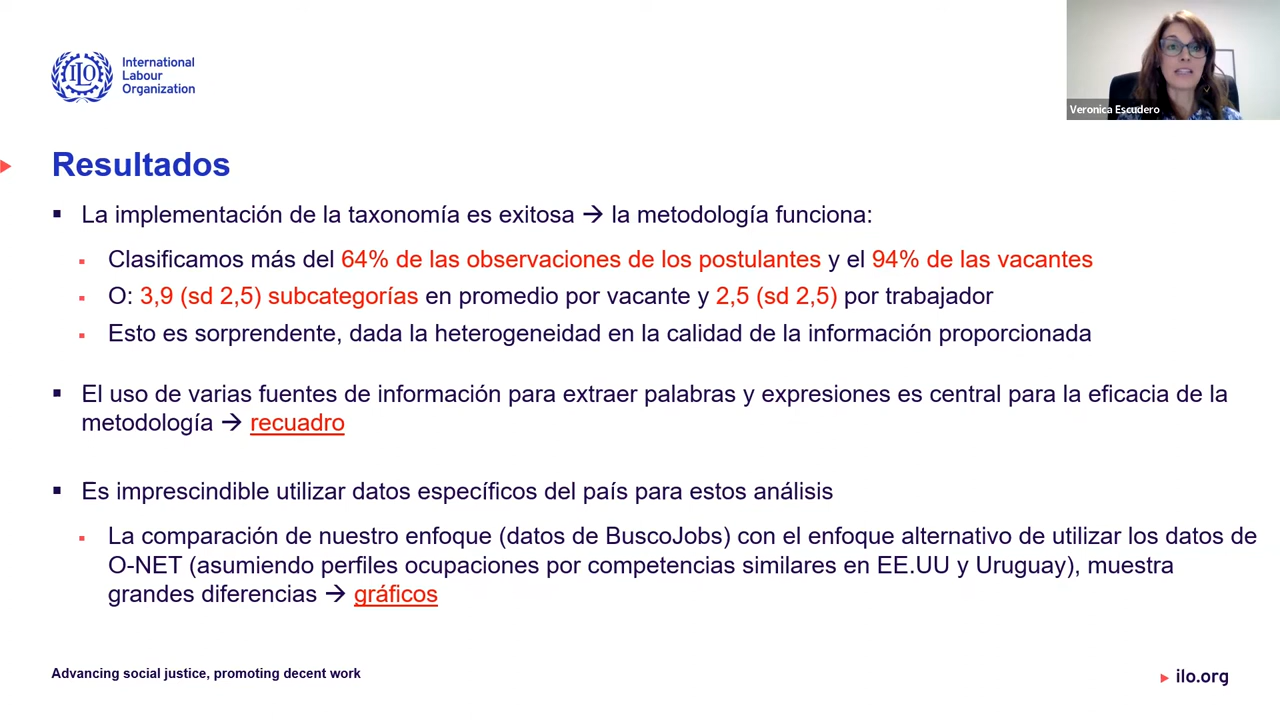 International
Labour
Organization
ILO
Veronica Escudero
Resultados
▪ La implementación de la taxonomía es exitosa → la metodología funciona:
▪ Clasificamos más del 64% de las observaciones de los postulantes y el 94% de las vacantes
▪ O: 3,9 (sd 2,5) subcategorías en promedio por vacante y 2,5 (sd 2,5) por trabajador
▪ Esto es sorprendente, dada la heterogeneidad en la calidad de la información proporcionada
▪ El uso de varias fuentes de información para extraer palabras y expresiones es central para la eficacia de la
metodología → recuadro
▪ Es imprescindible utilizar datos específicos del país para estos análisis
▪ La comparación de nuestro enfoque (datos de BuscoJobs) con el enfoque alternativo de utilizar los datos de
O-NET (asumiendo perfiles ocupaciones por competencias similares en EE.UU y Uruguay), muestra
grandes diferencias → gráficos
Advancing social justice, promoting decent work
ilo.org